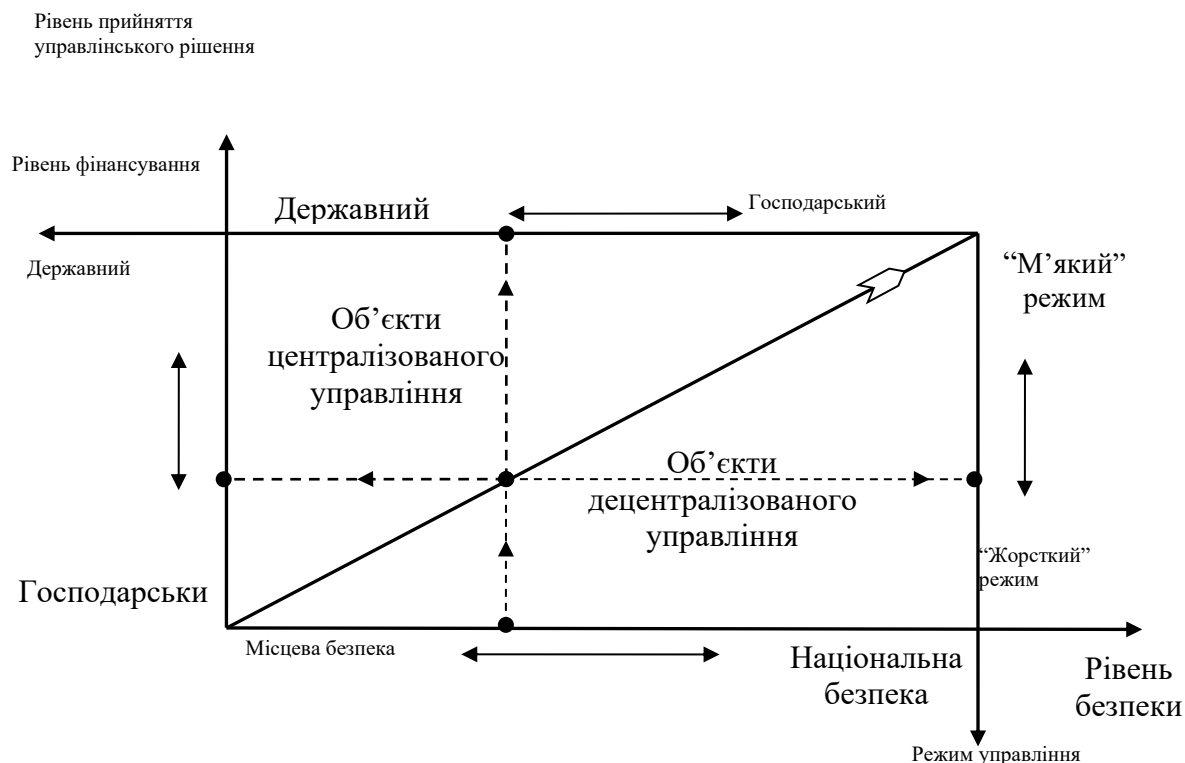 Рівень прийняття
управлінського рішення
Рівень фінансування
Державний
Господарський
Державний
“М’який”
режим
Об’єкти
централізованого
управління
Об’єкти
децентралізованого
управління
“Жорсткий”
режим
Господарськи
Місцева безпека
Національна
безпека
Рівень
безпеки
Режим управління